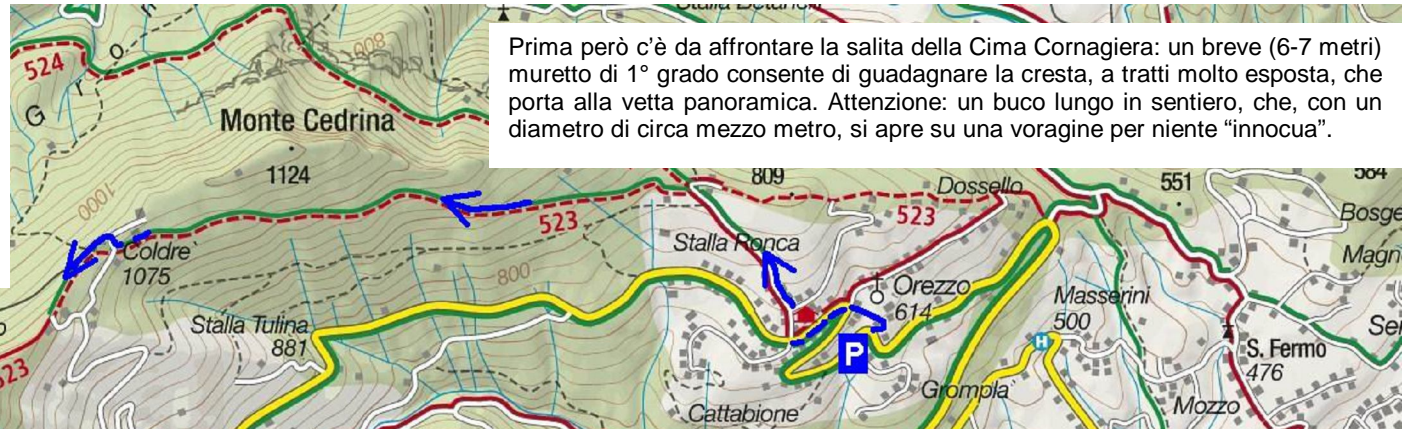 Prima però c'è da affrontare la salita della Cima Cornagiera: un breve (6-7 metri)
muretto di 1° grado consente di guadagnare la cresta, a tratti molto esposta, che
porta alla vetta panoramica. Attenzione: un buco lungo in sentiero, che, con un
diametro di circa mezzo metro, si apre su una voragine per niente “innocua”.
524
G r o n
800
Monte Cedrina
1124
1000
809
Dossello
551
584
523
523
Stalla Ronca
Coldre'
1075
800
Orezzo
614
Masserini
500
Stalla Tulina
881
P
H
S. Fermo
476
523
Grompla'
Mozzo
Cattabione